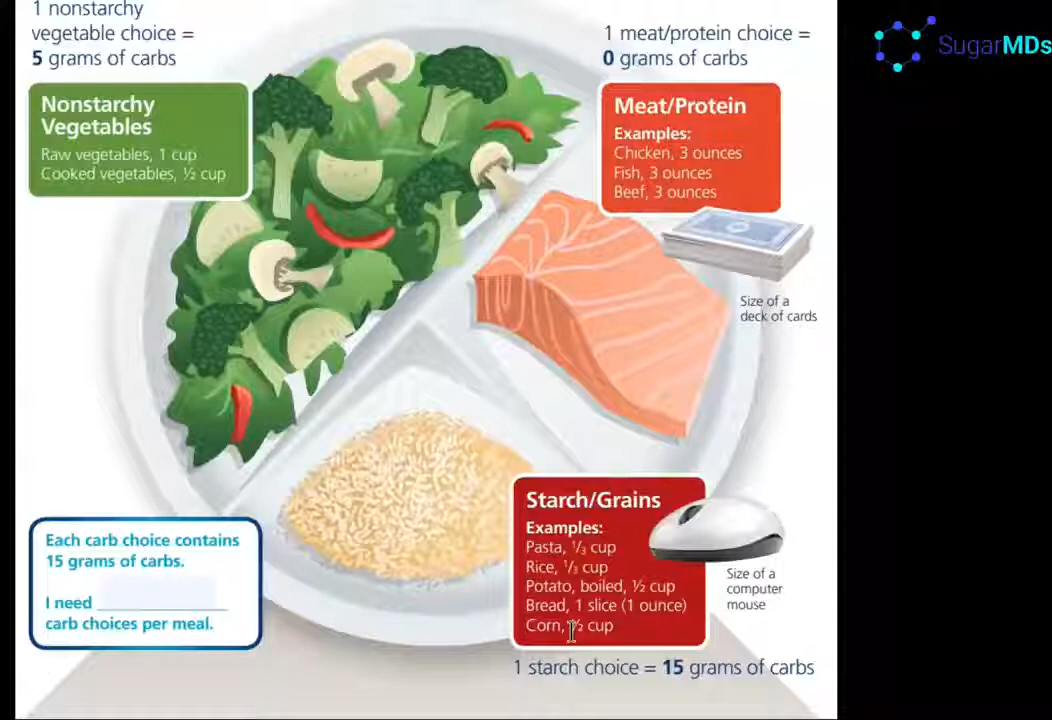 1 nonstarchy
vegetable choice =
5 grams of carbs
Nonstarchy
Vegetables
Raw vegetables, 1 cup
Cooked vegetables, ½ cup
1 meat/protein choice =
0 grams of carbs
Meat/Protein
Examples:
Chicken, 3 ounces
Fish, 3 ounces
Beef, 3 ounces
Size of a
deck of cards
SugarMDs
Each carb choice contains
15 grams of carbs.
I need ____________
carb choices per meal.
Starch/Grains
Examples:
Pasta, ⅓ cup
Rice, ⅓ cup
Potato, boiled, ½ cup
Bread, 1 slice (1 ounce)
Corn, ½ cup
Size of a
computer
mouse
1 starch choice = 15 grams of carbs